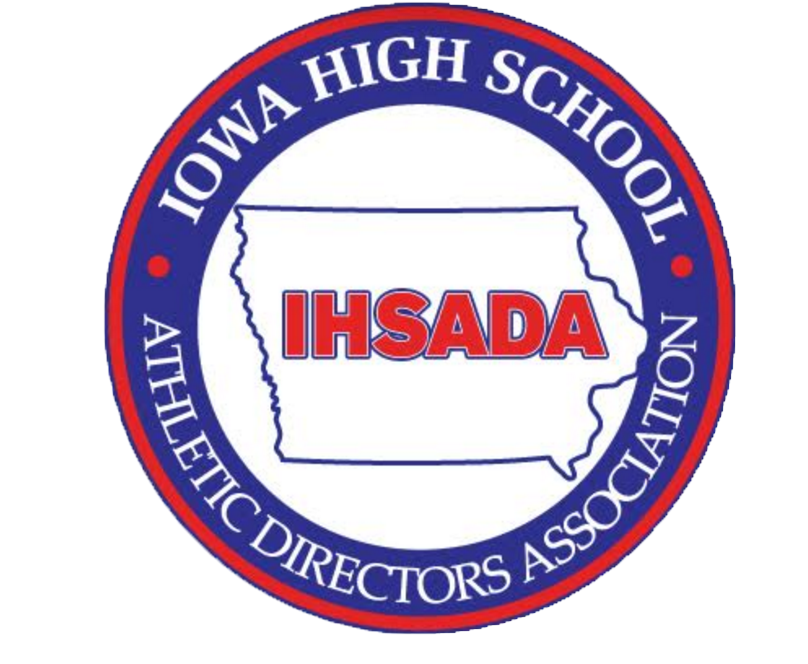 IOWA HIGH SCHOOL
IHSADA
ATHLETIC DIRECTORS ASSOCIATION